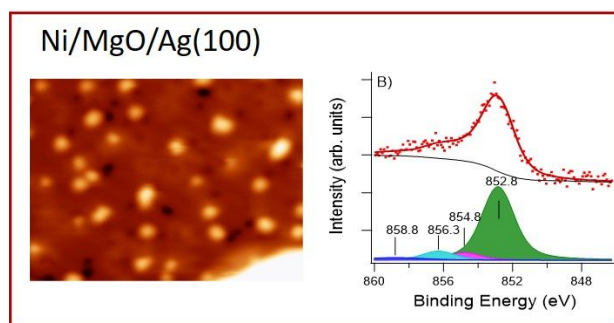 Ni/MgO/Ag(100)
B)
Intensity (arb. units)
852.8
854.8
858.8
856.3
860
856
852
848
Binding Energy (eV)